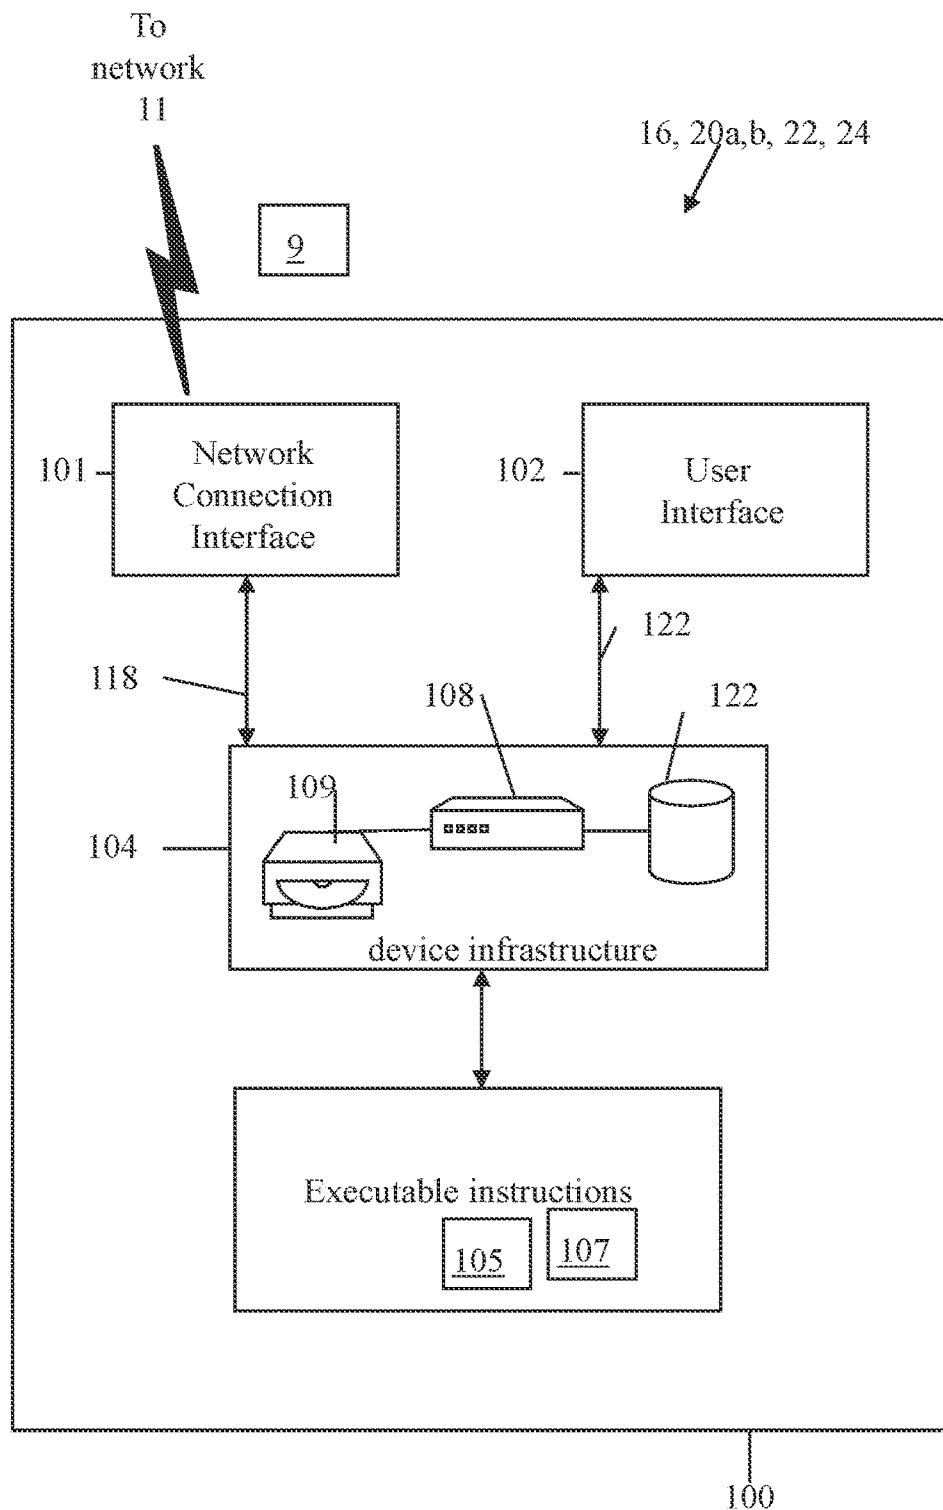 To
network
11
16, 20a,b, 22, 24
9
101
Network
Connection
Interface
102
User
Interface
118
122
108
122
109
104
device infrastructure
Executable instructions
105
107
100